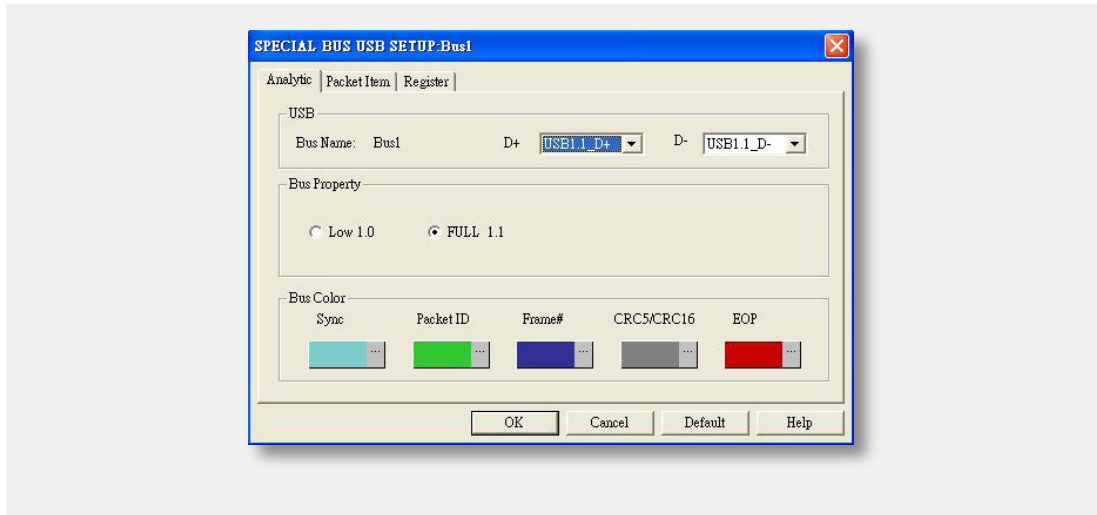 SPECIAL BUS USB SETUP:Bus1
Analytic Packet Item Register
USB
Bus Name: Bus1 D+ USB1.1_D+ D- USB1.1_D-
Bus Property
Low 1.0 FULL 1.1
Bus Color
Sync Packet ID Frame# CRC5/CRC16 EOP
... ... ... ... ...
OK Cancel Default Help